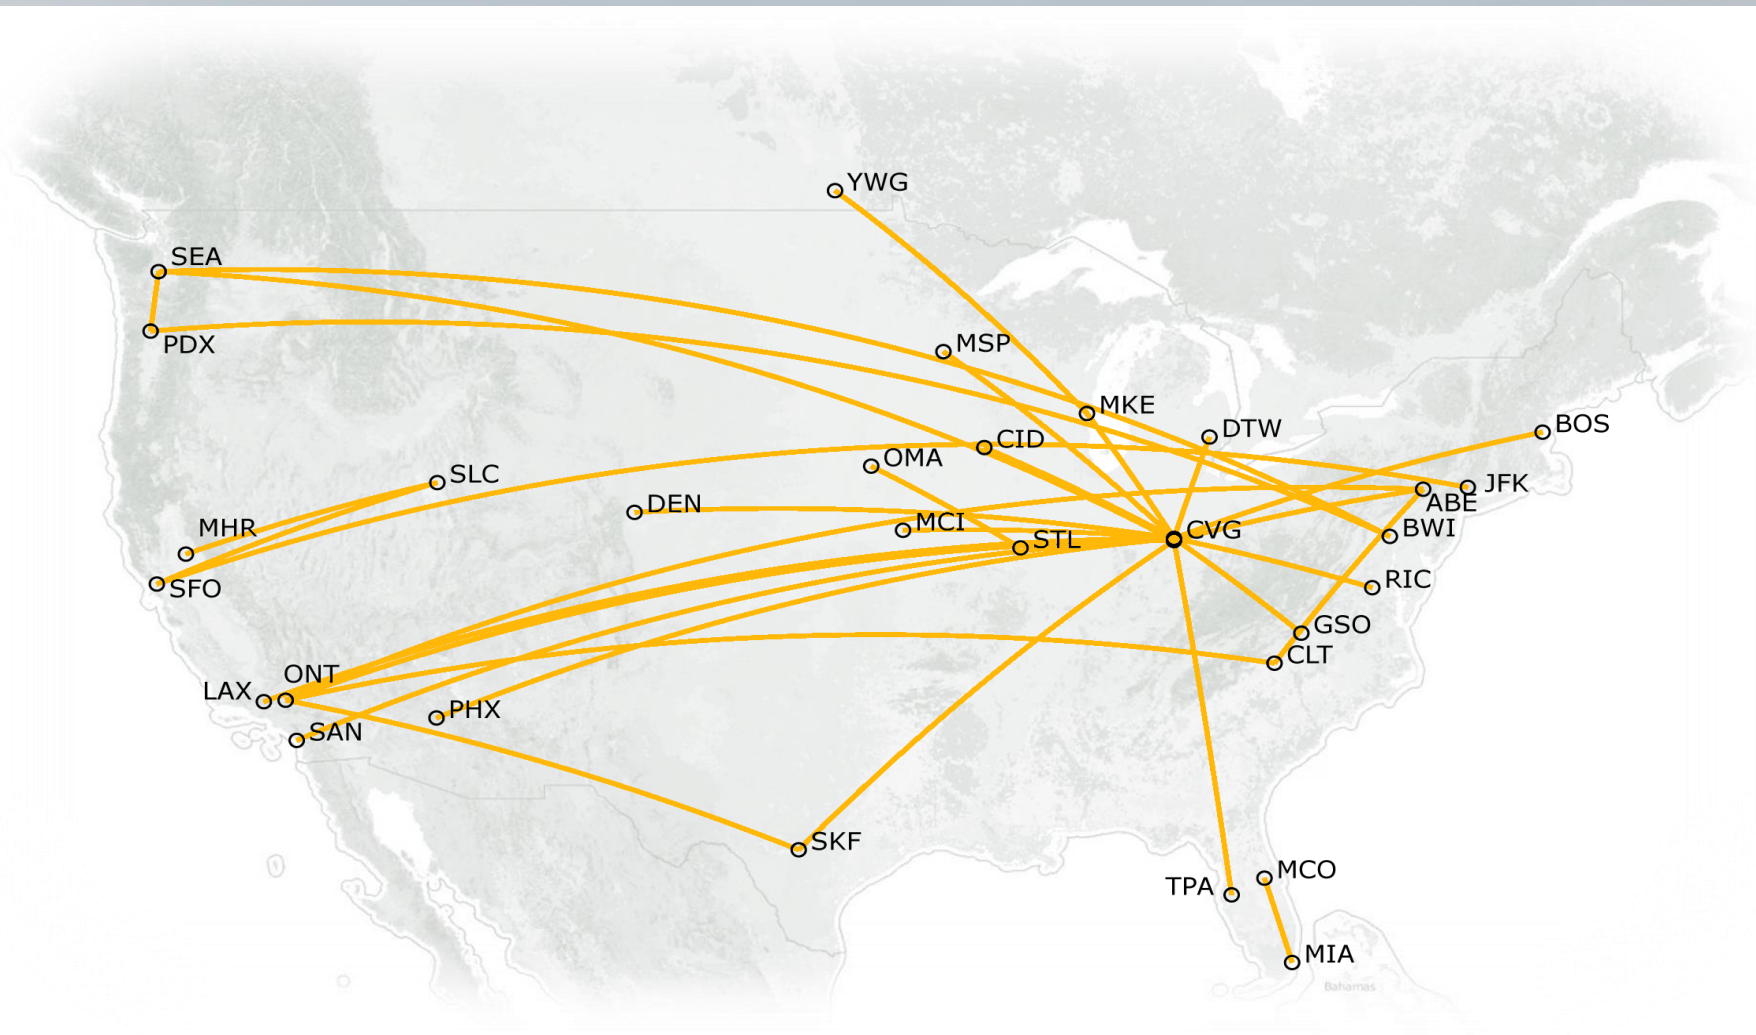 YWG
SEA
PDX
MSP
MKE
DTW
BOS
CID
OMA
SLC
JFK
ABE
DEN
MCI
STL
CVG
BWI
MHR
SFO
RIC
GSO
CLT
ONT
LAX
SAN
PHX
SKF
TPA
MCO
MIA
Bahamas